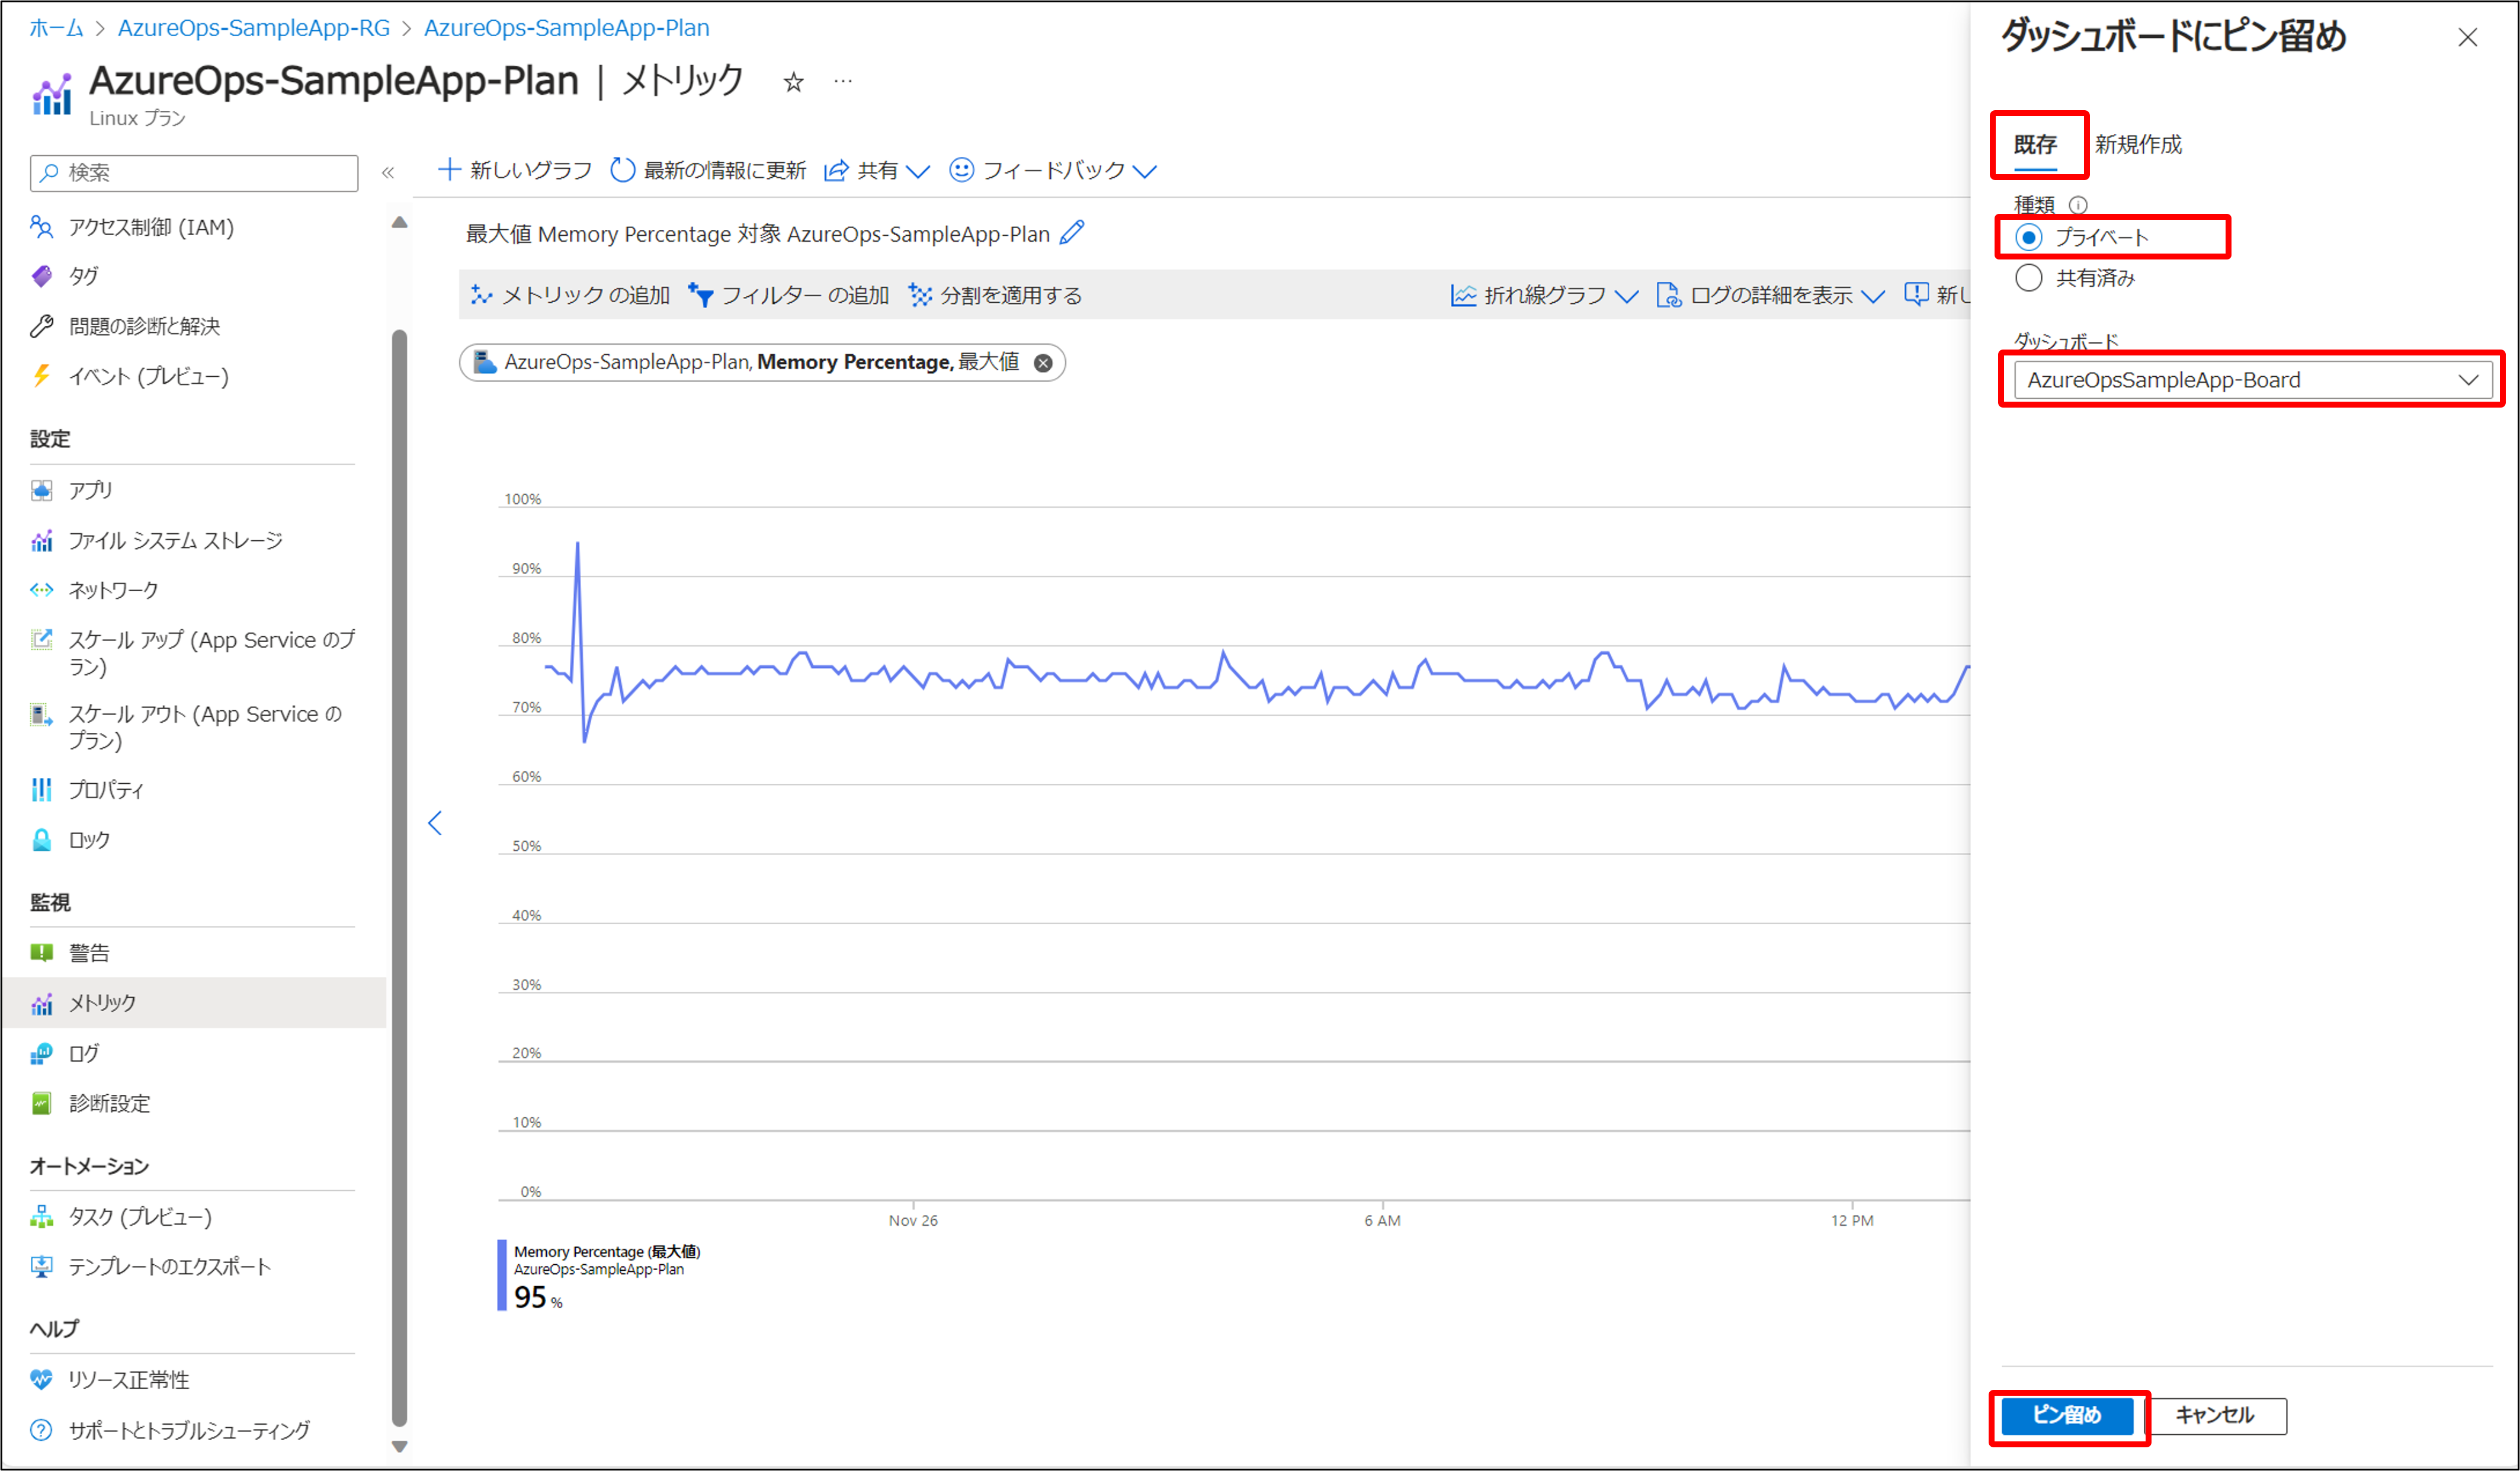 ホーム > AzureOps-SampleApp-RG > AzureOps-SampleApp-Plan
AzureOps-SampleApp-Plan | メトリック ☆ …
Linux プラン
検索
«
アクセス制御 (IAM)
タグ
問題の診断と解決
イベント (プレビュー)
設定
アプリ
ファイル システム ストレージ
ネットワーク
スケール アップ (App Service のプ
ラン)
スケール アウト (App Service の
プラン)
プロパティ
ロック
監視
警告
メトリック
ログ
診断設定
オートメーション
タスク (プレビュー)
テンプレートのエクスポート
ヘルプ
リソース正常性
サポートとトラブルシューティング
新しいグラフ 最新の情報に更新 共有 フィードバック
最大値 Memory Percentage 対象 AzureOps-SampleApp-Plan
メトリック の追加 フィルター の追加 分割を適用する 折れ線グラフ ログの詳細を表示 新し
AzureOps-SampleApp-Plan, Memory Percentage, 最大値
100%
90%
80%
70%
60%
50%
40%
30%
20%
10%
0%
Nov 26 6 AM 12 PM
Memory Percentage (最大値)
AzureOps-SampleApp-Plan
95 %
ダッシュボードにピン留め
既存 新規作成
種類
プライベート
共有済み
ダッシュボード
AzureOpsSampleApp-Board
ピン留め キャンセル